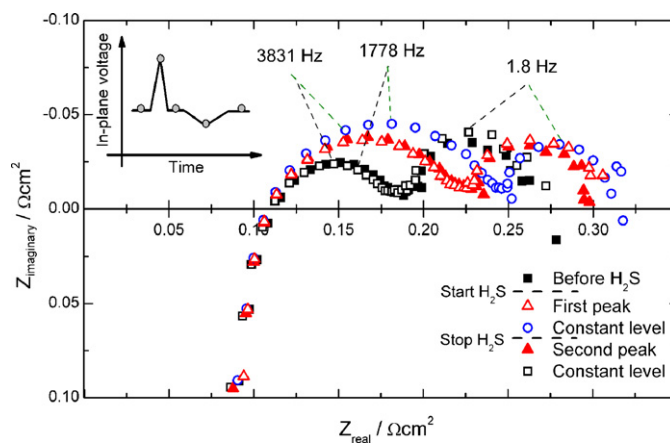 -0.10
-0.05
0.00
0.05
0.10
Z imaginary / Ωcm²
0.05
0.10
0.15
0.20
0.25
0.30
Z real / Ωcm²
In-plane voltage
Time
3831 Hz
1778 Hz
1.8 Hz
Before H₂S
Start H₂S
First peak
Constant level
Stop H₂S
Second peak
Constant level